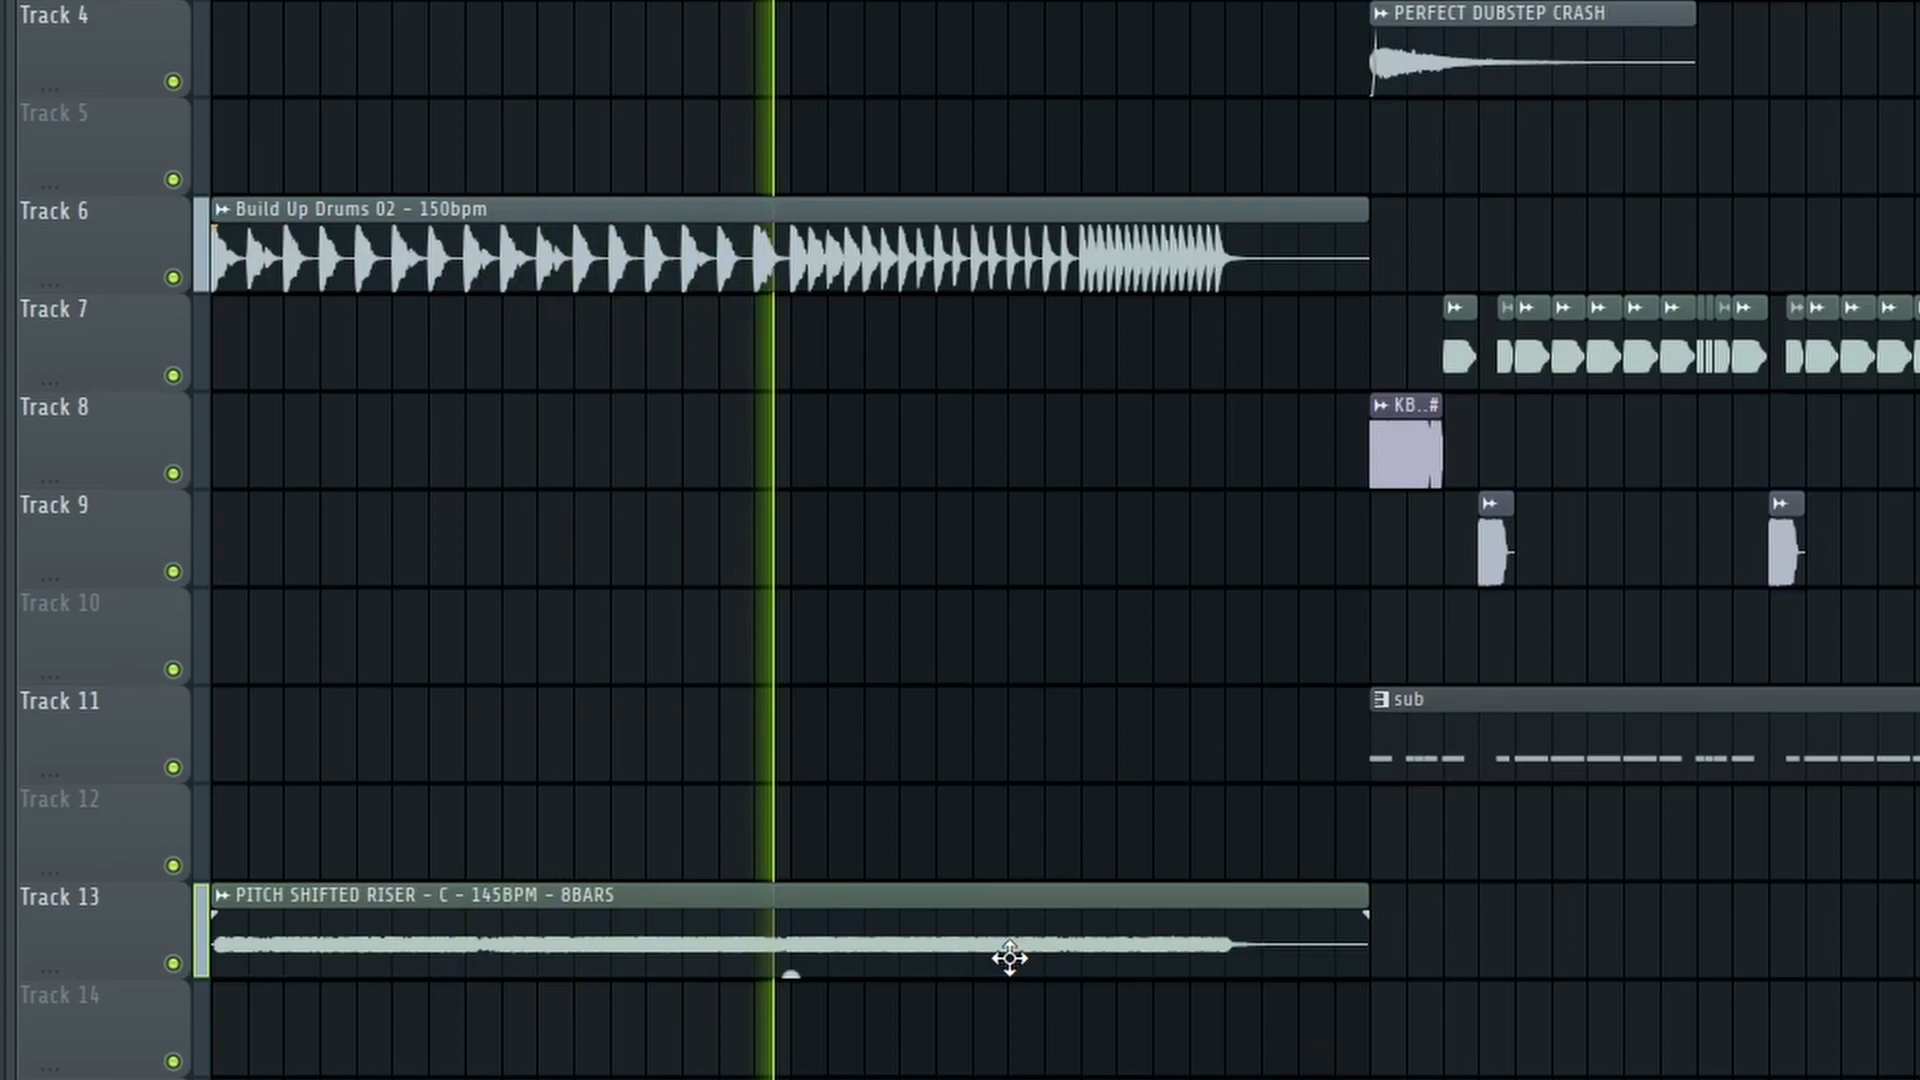 Track 4
PERFECT DUBSTEP CRASH
Track 5
Track 6
Build Up Drums 02 - 150bpm
Track 7
Track 8
KB..#
Track 9
Track 10
Track 11
sub
Track 12
Track 13
PITCH SHIFTED RISER - C - 145BPM - 8BARS
Track 14